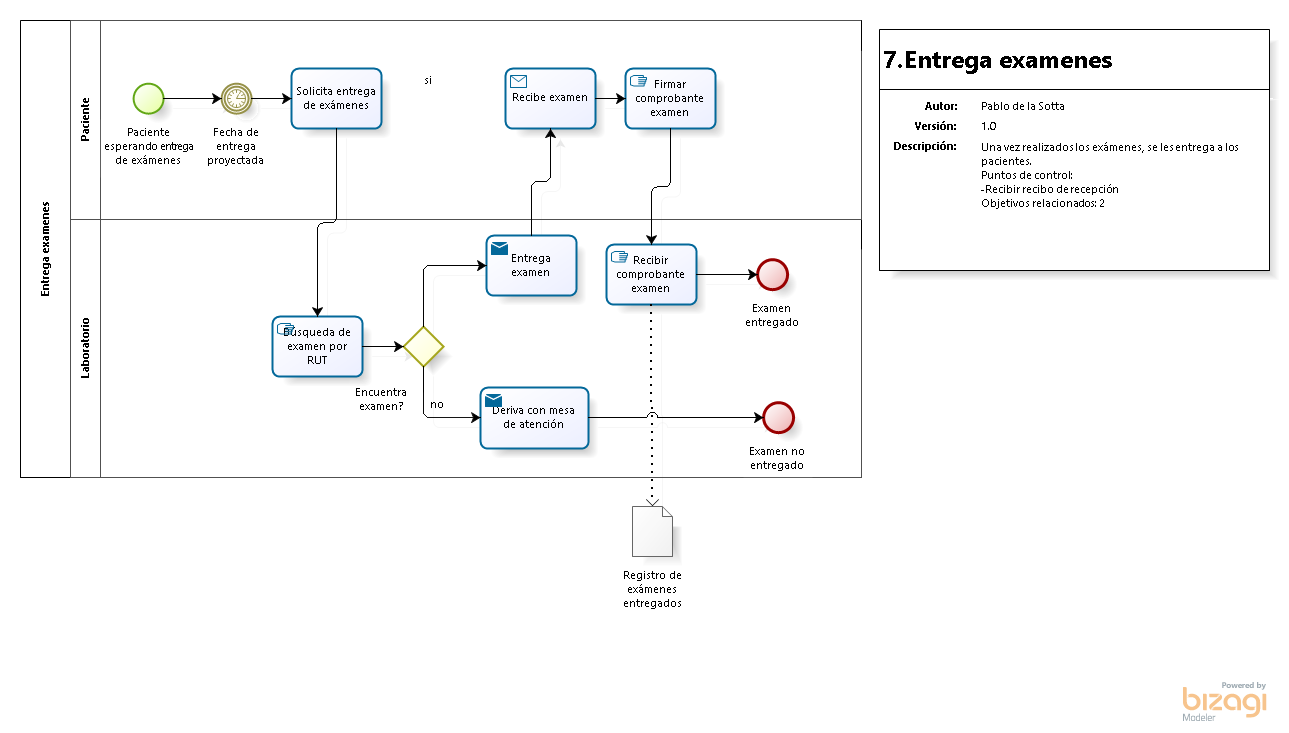 Entrega examenes
Paciente
Paciente
esperando entrega
de exámenes
Fecha de
entrega
proyectada
Solicita entrega
de exámenes
si
Recibe examen
Firmar
comprobante
examen
Laboratorio
Búsqueda de
examen por
RUT
Encuentra
examen?
no
Entrega
examen
Recibir
comprobante
examen
Examen
entregado
Deriva con mesa
de atención
Examen no
entregado
Registro de
exámenes
entregados
7.Entrega examenes
Autor: Pablo de la Sotta
Versión: 1.0
Descripción: Una vez realizados los exámenes, se les entrega a los
pacientes.
Puntos de control:
-Recibir recibo de recepción
Objetivos relacionados: 2
Powered by
bizagi
Modeler